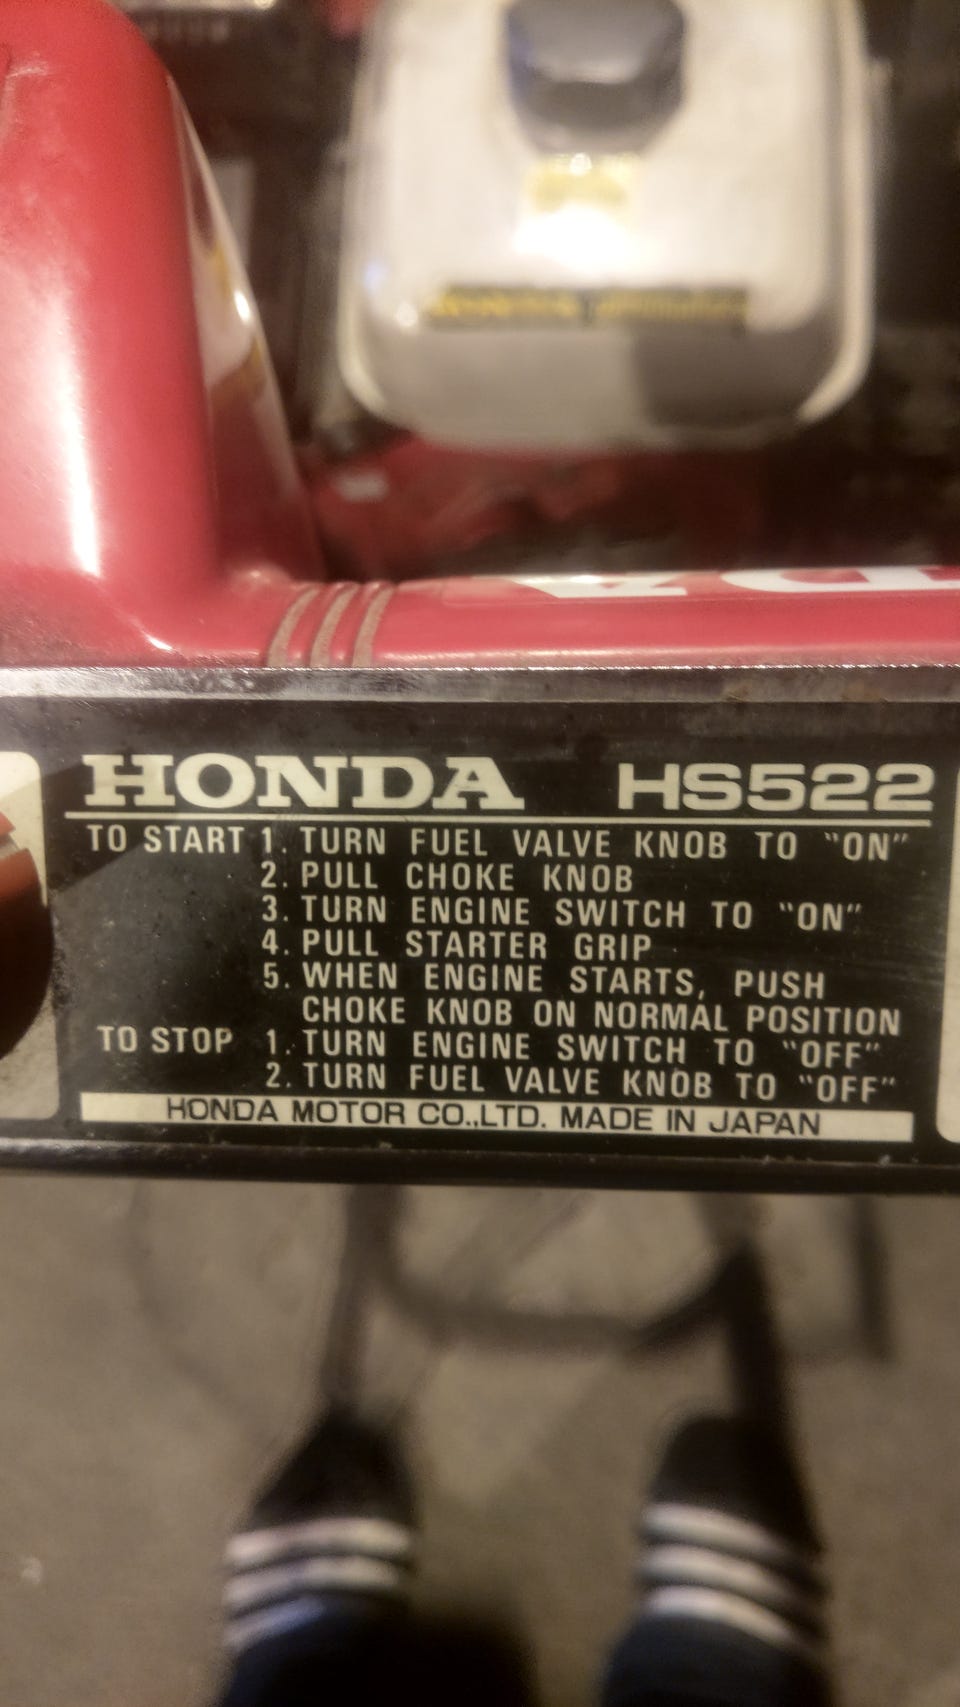 HONDA HS522
TO START 1. TURN FUEL VALVE KNOB TO "ON"
2. PULL CHOKE KNOB
3. TURN ENGINE SWITCH TO "ON"
4. PULL STARTER GRIP
5. WHEN ENGINE STARTS, PUSH
CHOKE KNOB ON NORMAL POSITION
TO STOP 1. TURN ENGINE SWITCH TO "OFF"
2. TURN FUEL VALVE KNOB TO "OFF"
HONDA MOTOR CO.,LTD. MADE IN JAPAN